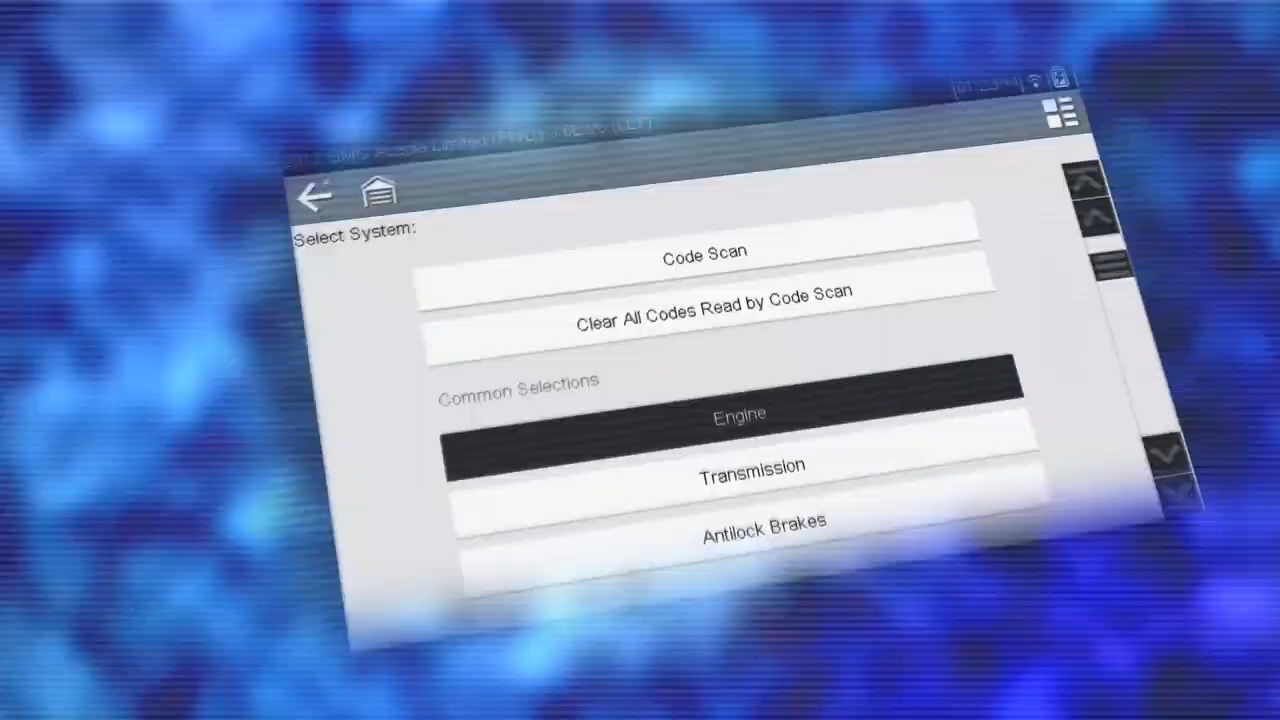 Select System:
Code Scan
Clear All Codes Read by Code Scan
Common Selections
Engine
Transmission
Antilock Brakes